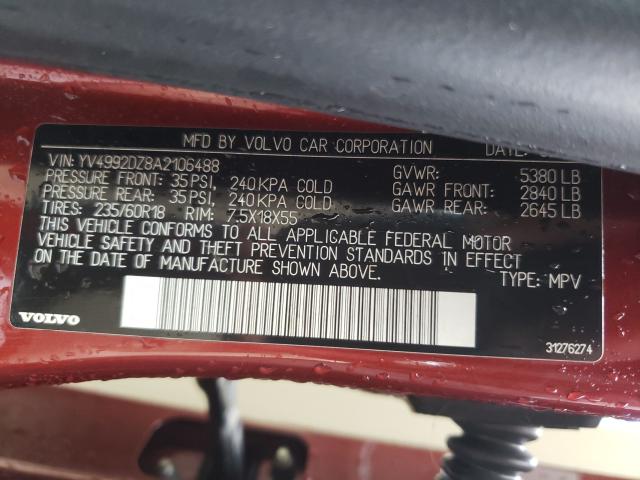 MFD BY VOLVO CAR CORPORATION DATE
VIN: YV4992DZ8A2106488
PRESSURE FRONT: 35 PSI, 240 KPA COLD
PRESSURE REAR: 35 PSI, 240 KPA COLD
TIRES: 235/60R18 RIM: 7.5X18X55
GVWR: 5380 LB
GAWR FRONT: 2840 LB
GAWR REAR: 2645 LB
THIS VEHICLE CONFORMS TO ALL APPLICABLE FEDERAL MOTOR
VEHICLE SAFETY AND THEFT PREVENTION STANDARDS IN EFFECT
ON THE DATE OF MANUFACTURE SHOWN ABOVE.
TYPE: MPV
VOLVO
31276274